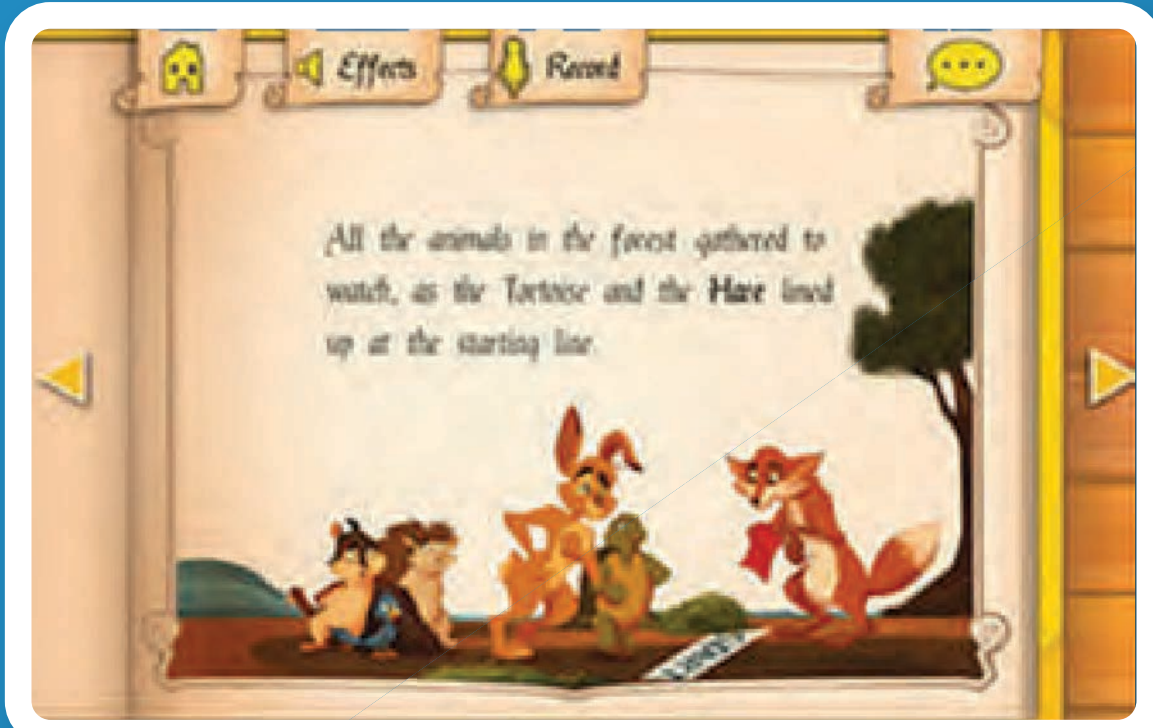 Effects
Record
All the animals in the forest gathered to
watch, as the Tortoise and the Hare lined
up at the starting line.